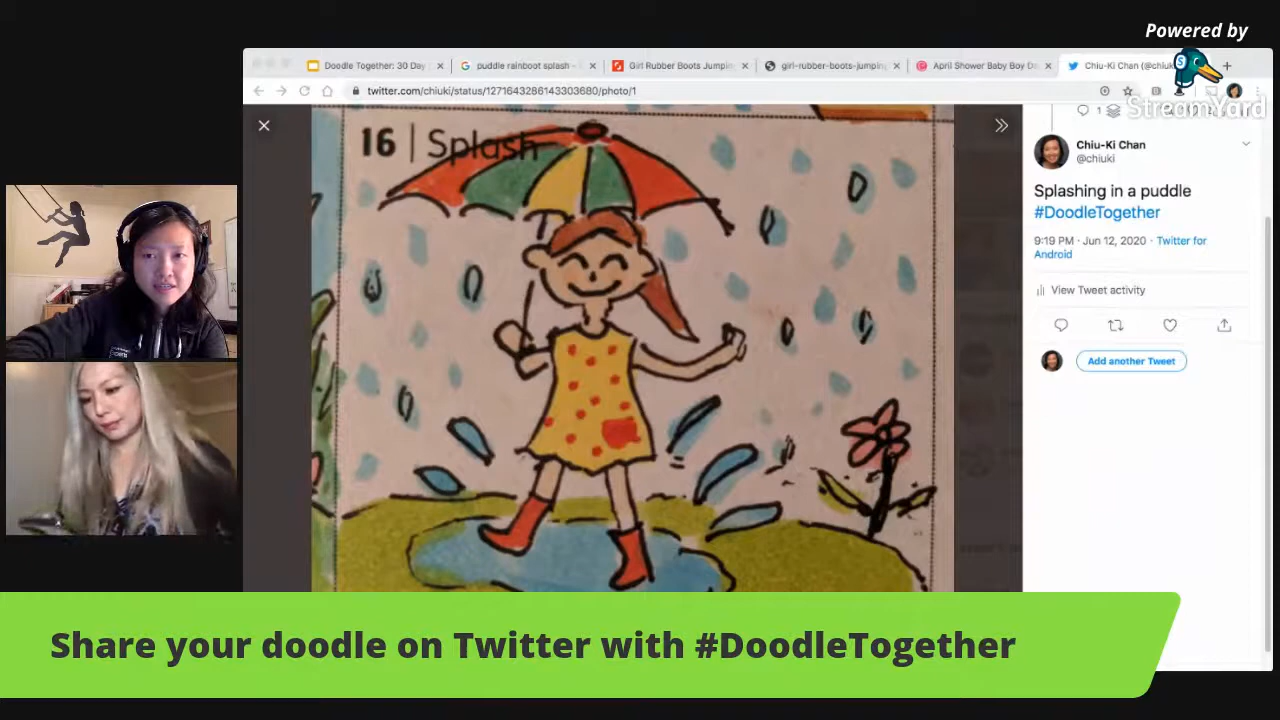 Powered by
StreamYard
Doodle Together: 30 Day
puddle rainboot splash -
Girl Rubber Boots Jumpin
girl-rubber-boots-jumping
April Shower Baby Boy D
Chiu-Ki Chan (@chiuk
twitter.com/chiuki/status/1271643286143303680/photo/1
16 | Splash
1
Chiu-Ki Chan
@chiuki
Splashing in a puddle
#DoodleTogether
9:19 PM · Jun 12, 2020 · Twitter for
Android
View Tweet activity
Add another Tweet
Share your doodle on Twitter with #DoodleTogether